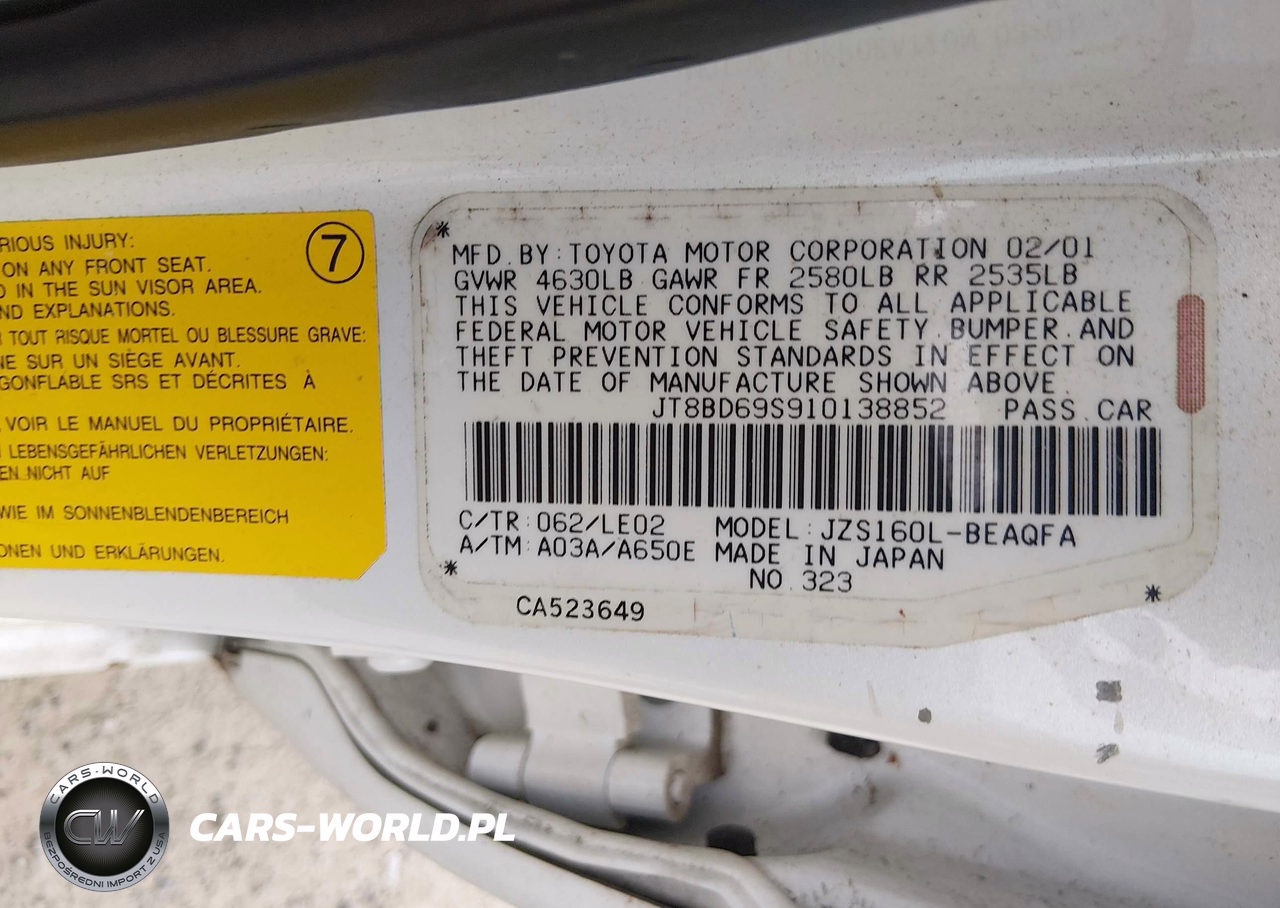 RIOUS INJURY:
ON ANY FRONT SEAT.
IN THE SUN VISOR AREA.
ND EXPLANATIONS.
TOUT RISQUE MORTEL OU BLESSURE GRAVE:
NE SUR UN SIÈGE AVANT.
GONFLABLE SRS ET DÉCRITES À
VOIR LE MANUEL DU PROPRIÉTAIRE.
LEBENSGEFÄHRLICHEN VERLETZUNGEN:
EN NICHT AUF
WIE IM SONNENBLENDENBEREICH
ONEN UND ERKLÄRUNGEN.
7
MFD.BY:TOYOTA MOTOR CORPORATION 02/01
GVWR 4630LB GAWR FR 2580LB RR 2535LB
THIS VEHICLE CONFORMS TO ALL APPLICABLE
FEDERAL MOTOR VEHICLE SAFETY.BUMPER.AND
THEFT PREVENTION STANDARDS IN EFFECT ON
THE DATE OF MANUFACTURE SHOWN ABOVE.
JT8BD69S910138852 PASS.CAR
C/TR:062/LE02 MODEL:JZS160L-BEAQFA
A/TM:A03A/A650E MADE IN JAPAN
NO.323
CA523649
CARS-WORLD
CW
BEZPOŚREDNI IMPORT Z USA
CARS-WORLD.PL